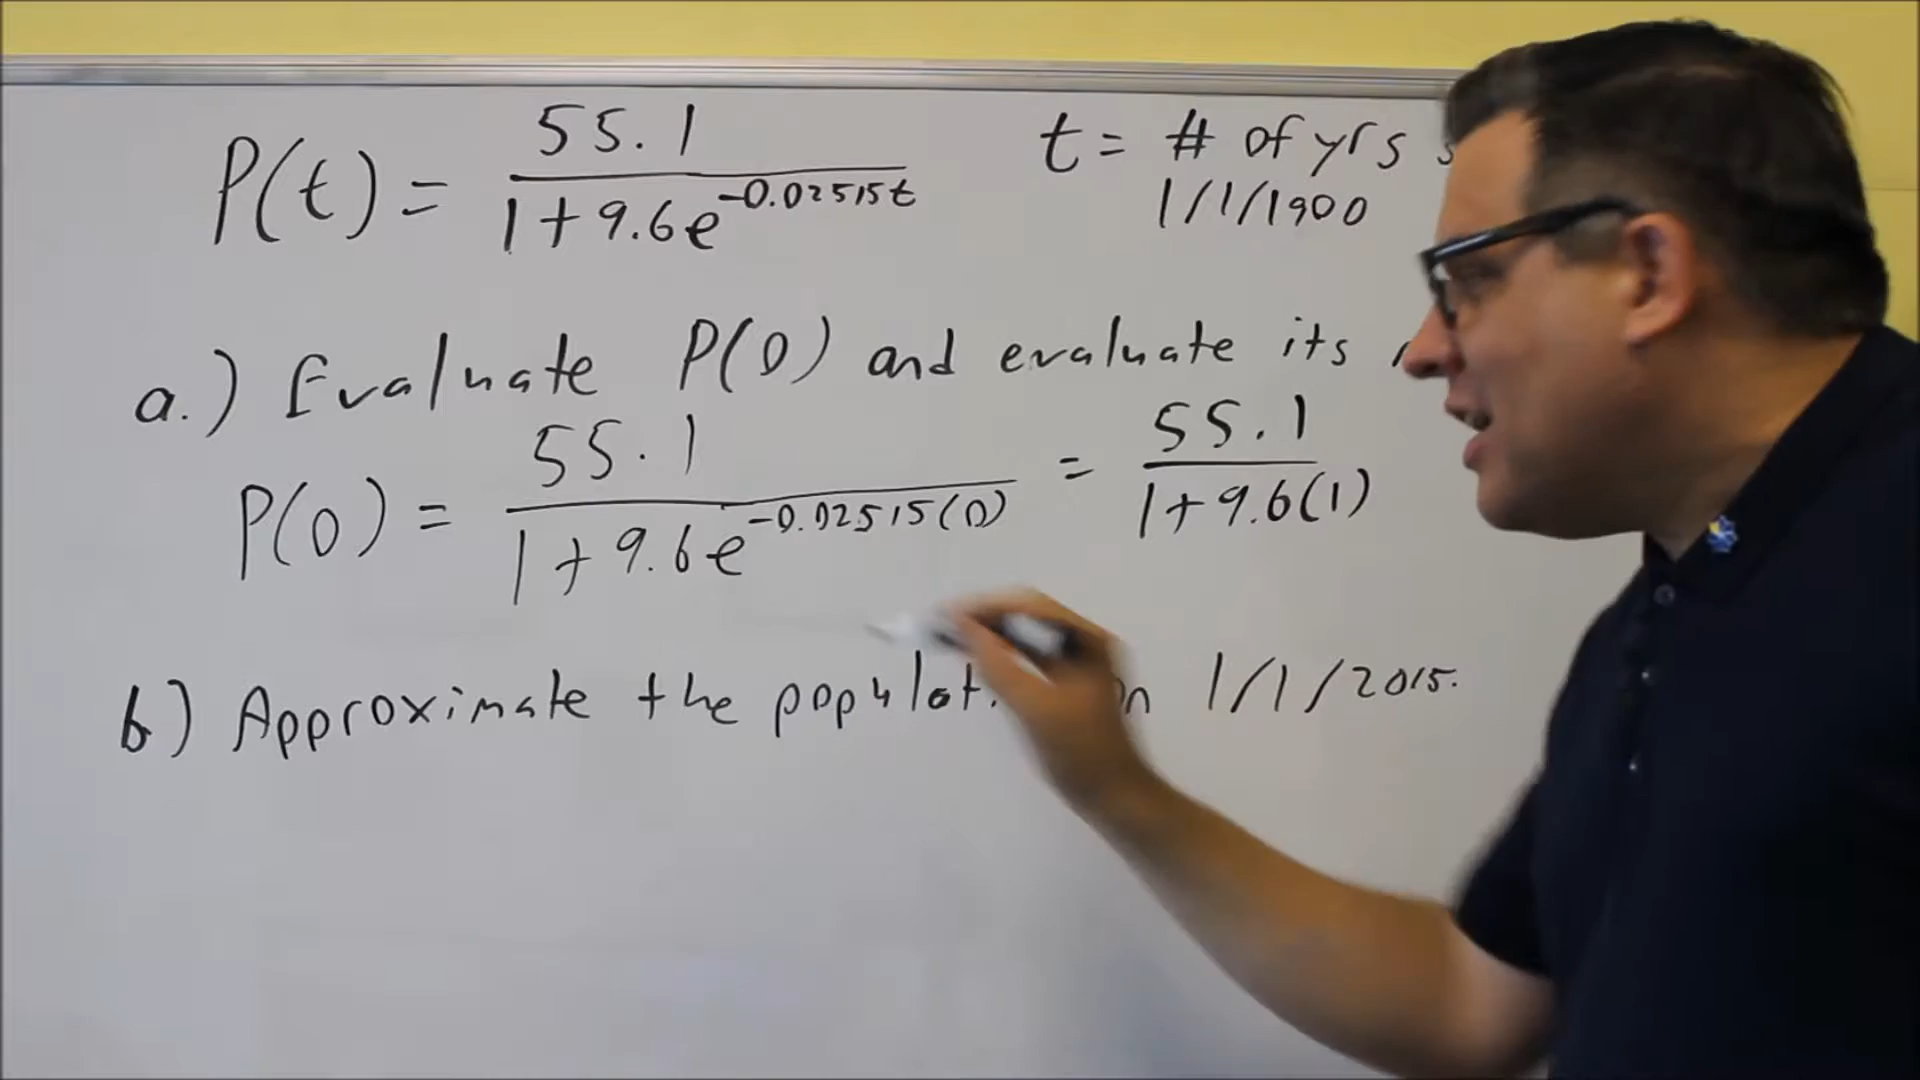 P(t) = 55.1 / (1 + 9.6e^(-0.02515t))
t = # of yrs
1/1/1900
a.) Evaluate P(0) and evaluate its
P(0) = 55.1 / (1 + 9.6e^(-0.02515(0))) = 55.1 / (1 + 9.6(1))
b) Approximate the populat. n 1/1/2015.